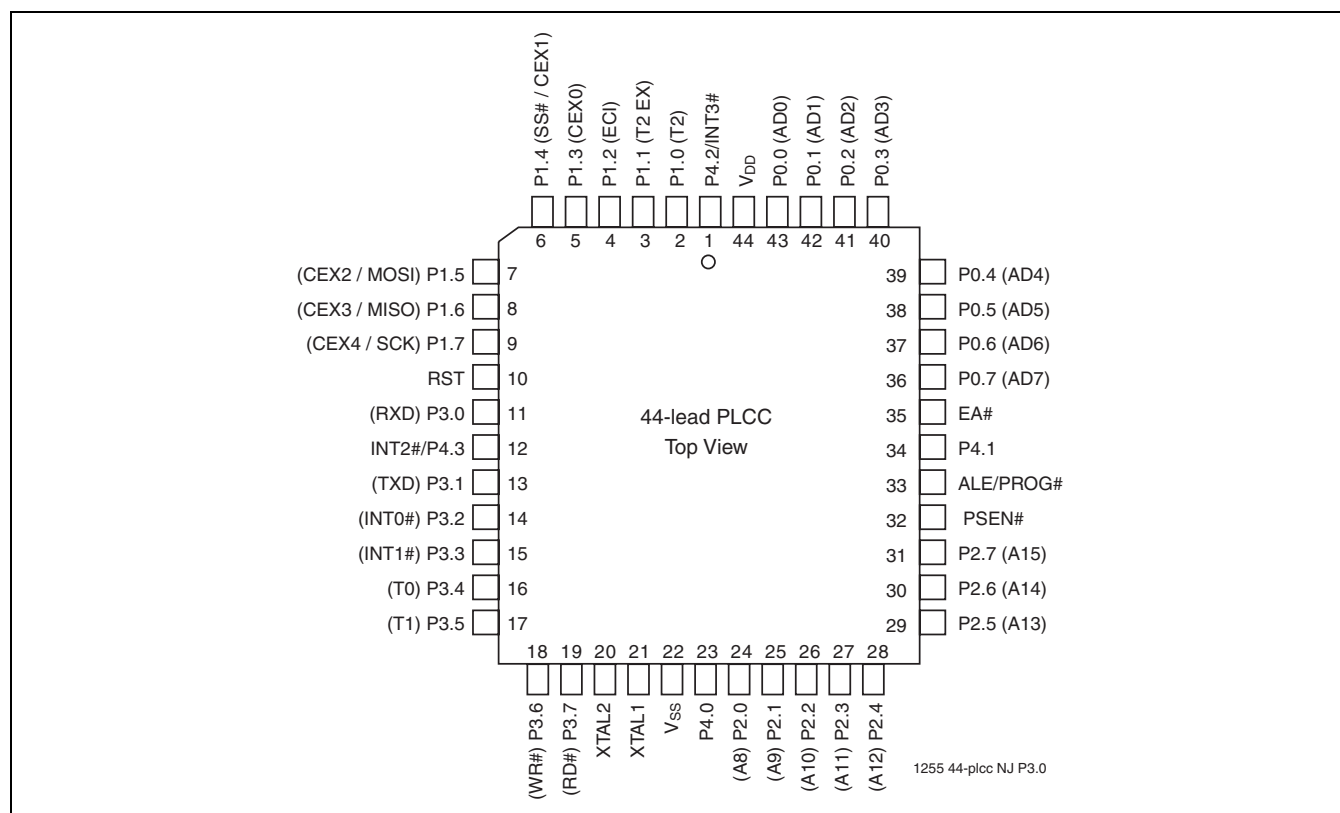 P1.4 (SS# / CEX1)
P1.3 (CEX0)
P1.2 (ECI)
P1.1 (T2 EX)
P1.0 (T2)
P4.2/INT3#
VDD
P0.0 (AD0)
P0.1 (AD1)
P0.2 (AD2)
P0.3 (AD3)
6 5 4 3 2 1 44 43 42 41 40
(CEX2 / MOSI) P1.5 7
(CEX3 / MISO) P1.6 8
(CEX4 / SCK) P1.7 9
RST 10
(RXD) P3.0 11
INT2#/P4.3 12
(TXD) P3.1 13
(INT0#) P3.2 14
(INT1#) P3.3 15
(T0) P3.4 16
(T1) P3.5 17
44-lead PLCC
Top View
39 P0.4 (AD4)
38 P0.5 (AD5)
37 P0.6 (AD6)
36 P0.7 (AD7)
35 EA#
34 P4.1
33 ALE/PROG#
32 PSEN#
31 P2.7 (A15)
30 P2.6 (A14)
29 P2.5 (A13)
18 19 20 21 22 23 24 25 26 27 28
(WR#) P3.6
(RD#) P3.7
XTAL2
XTAL1
VSS
P4.0
(A8) P2.0
(A9) P2.1
(A10) P2.2
(A11) P2.3
(A12) P2.4
1255 44-plcc NJ P3.0